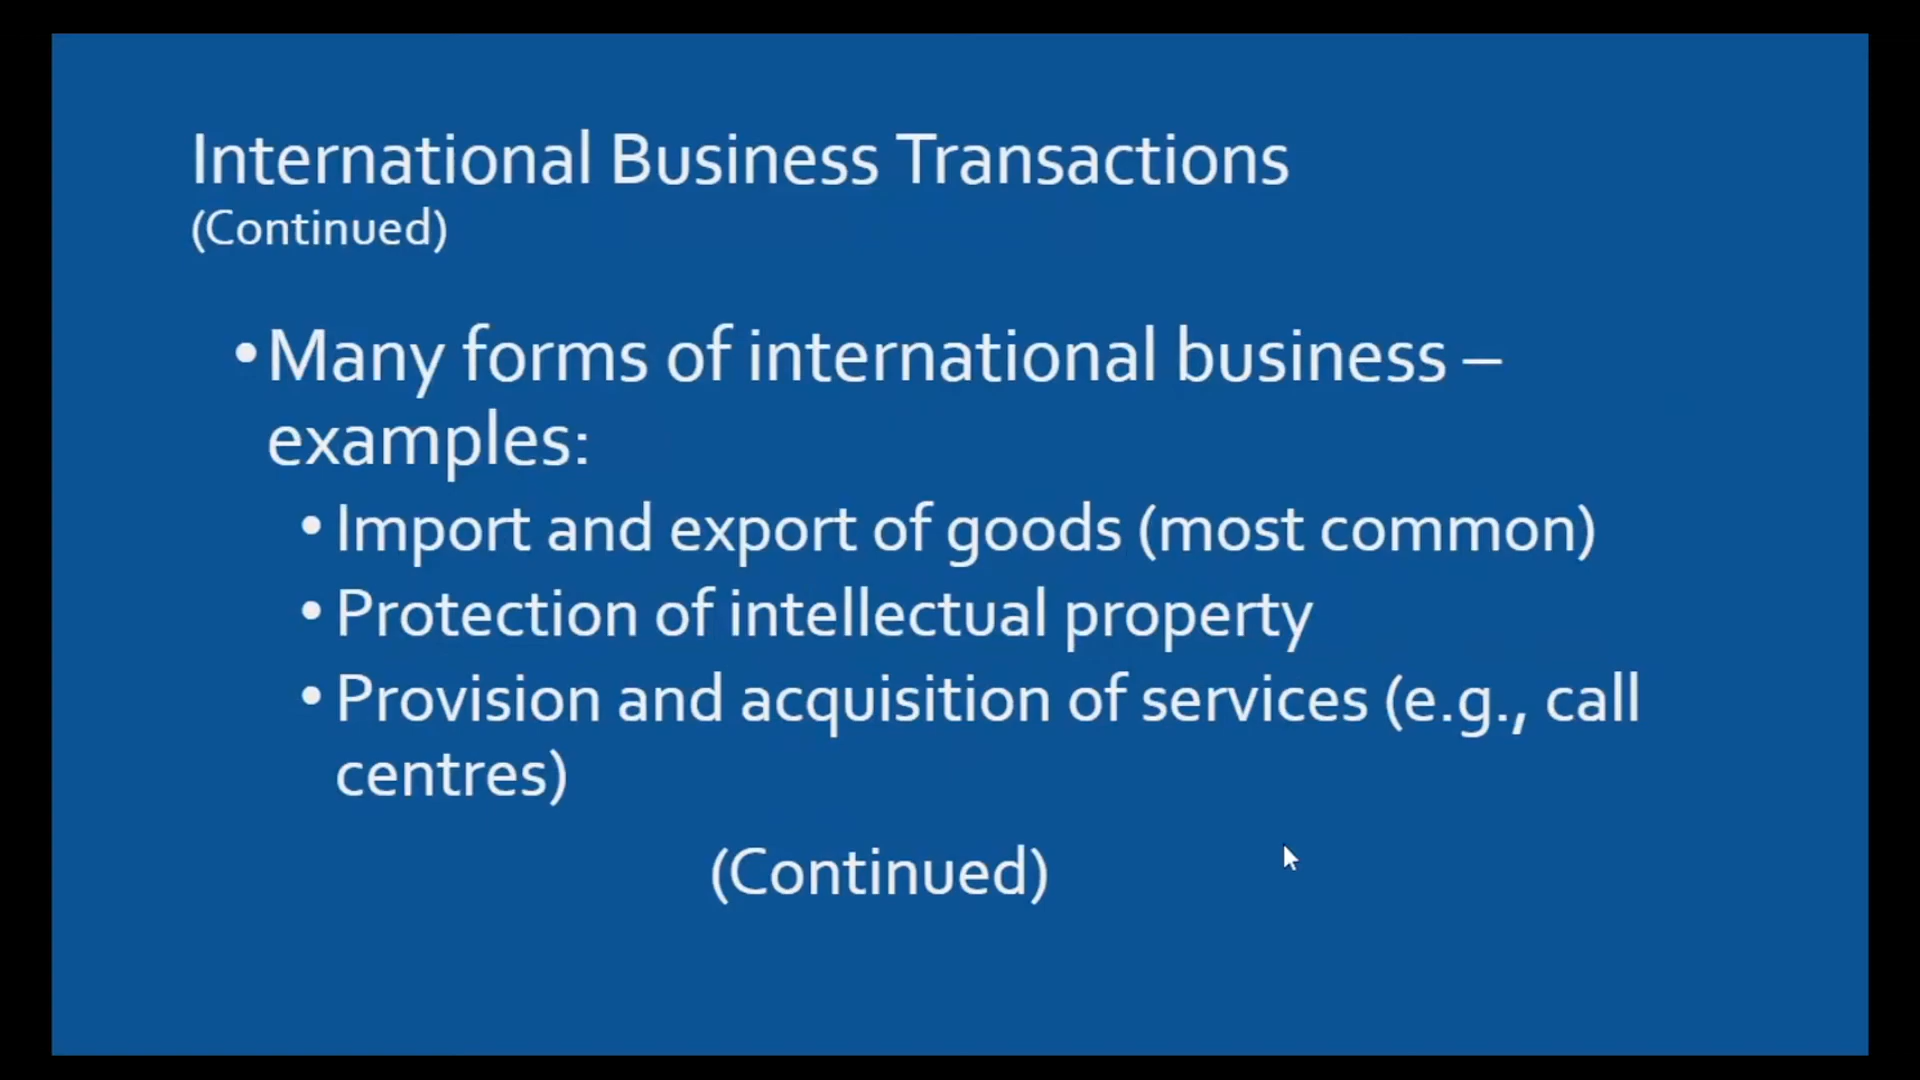 International Business Transactions
(Continued)
•Many forms of international business –
examples:
•Import and export of goods (most common)
•Protection of intellectual property
•Provision and acquisition of services (e.g., call
centres)
(Continued)